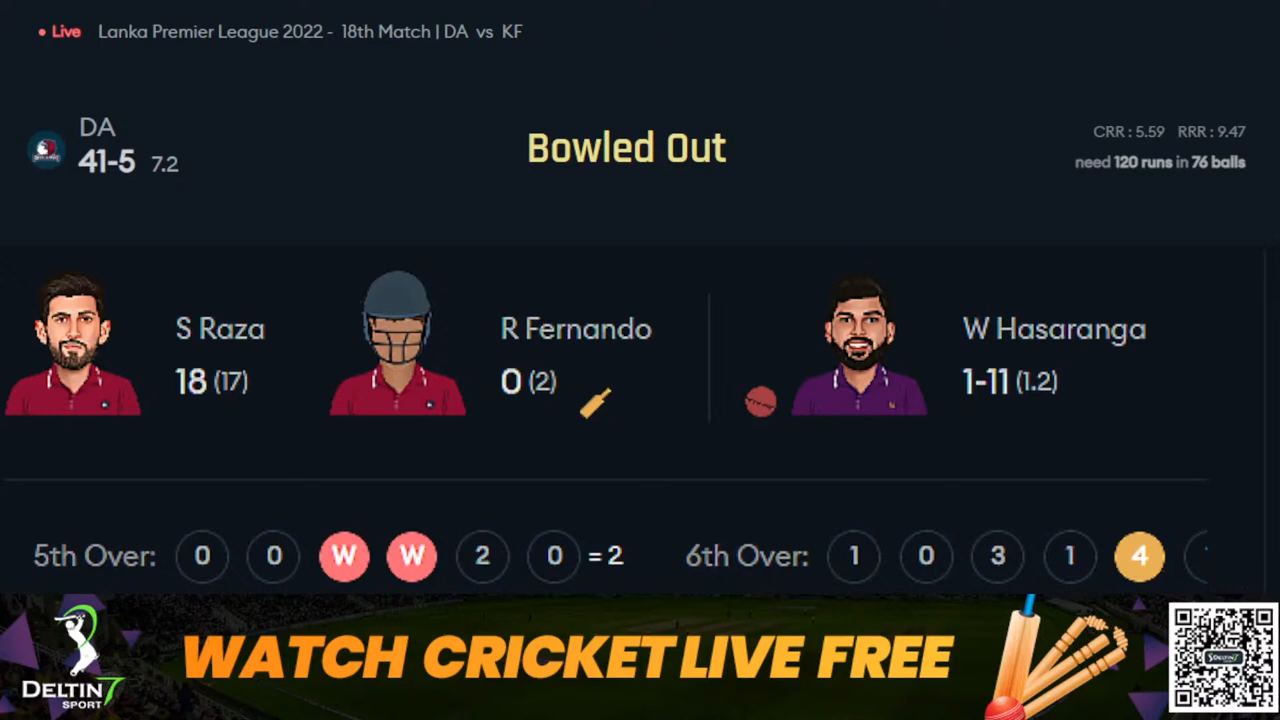 Live Lanka Premier League 2022 - 18th Match | DA vs KF
DA
41-5 7.2
Bowled Out
CRR : 5.59 RRR : 9.47
need 120 runs in 76 balls
S Raza
18 (17)
R Fernando
0 (2)
W Hasaranga
1-11 (1.2)
5th Over: 0 0 W W 2 0 = 2
6th Over: 1 0 3 1 4
WATCH CRICKET LIVE FREE
DELTIN7
SPORT